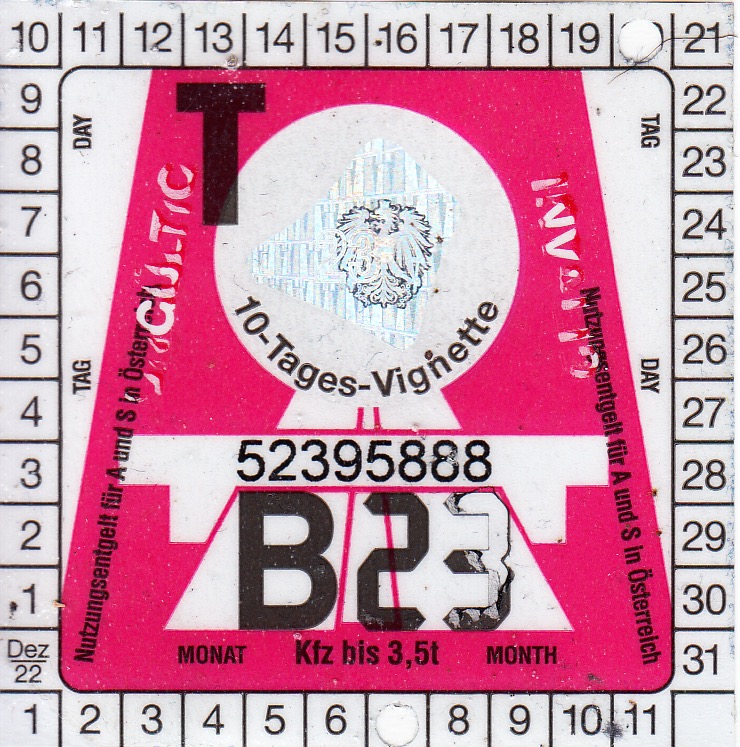 10 11 12 13 14 15 16 17 18 19 21
9 22
8 23
7 24
6 25
5 26
4 27
3 28
2 29
1 30
Dez
22
31
1 2 3 4 5 6 8 9 10 11
DAY
TAG
TAG
DAY
T
10-Tages-Vignette
52395888
B23
MONAT Kfz bis 3,5t MONTH
Nutzungsentgelt für A und S in Österreich
Nutzungsentgelt für A und S in Österreich